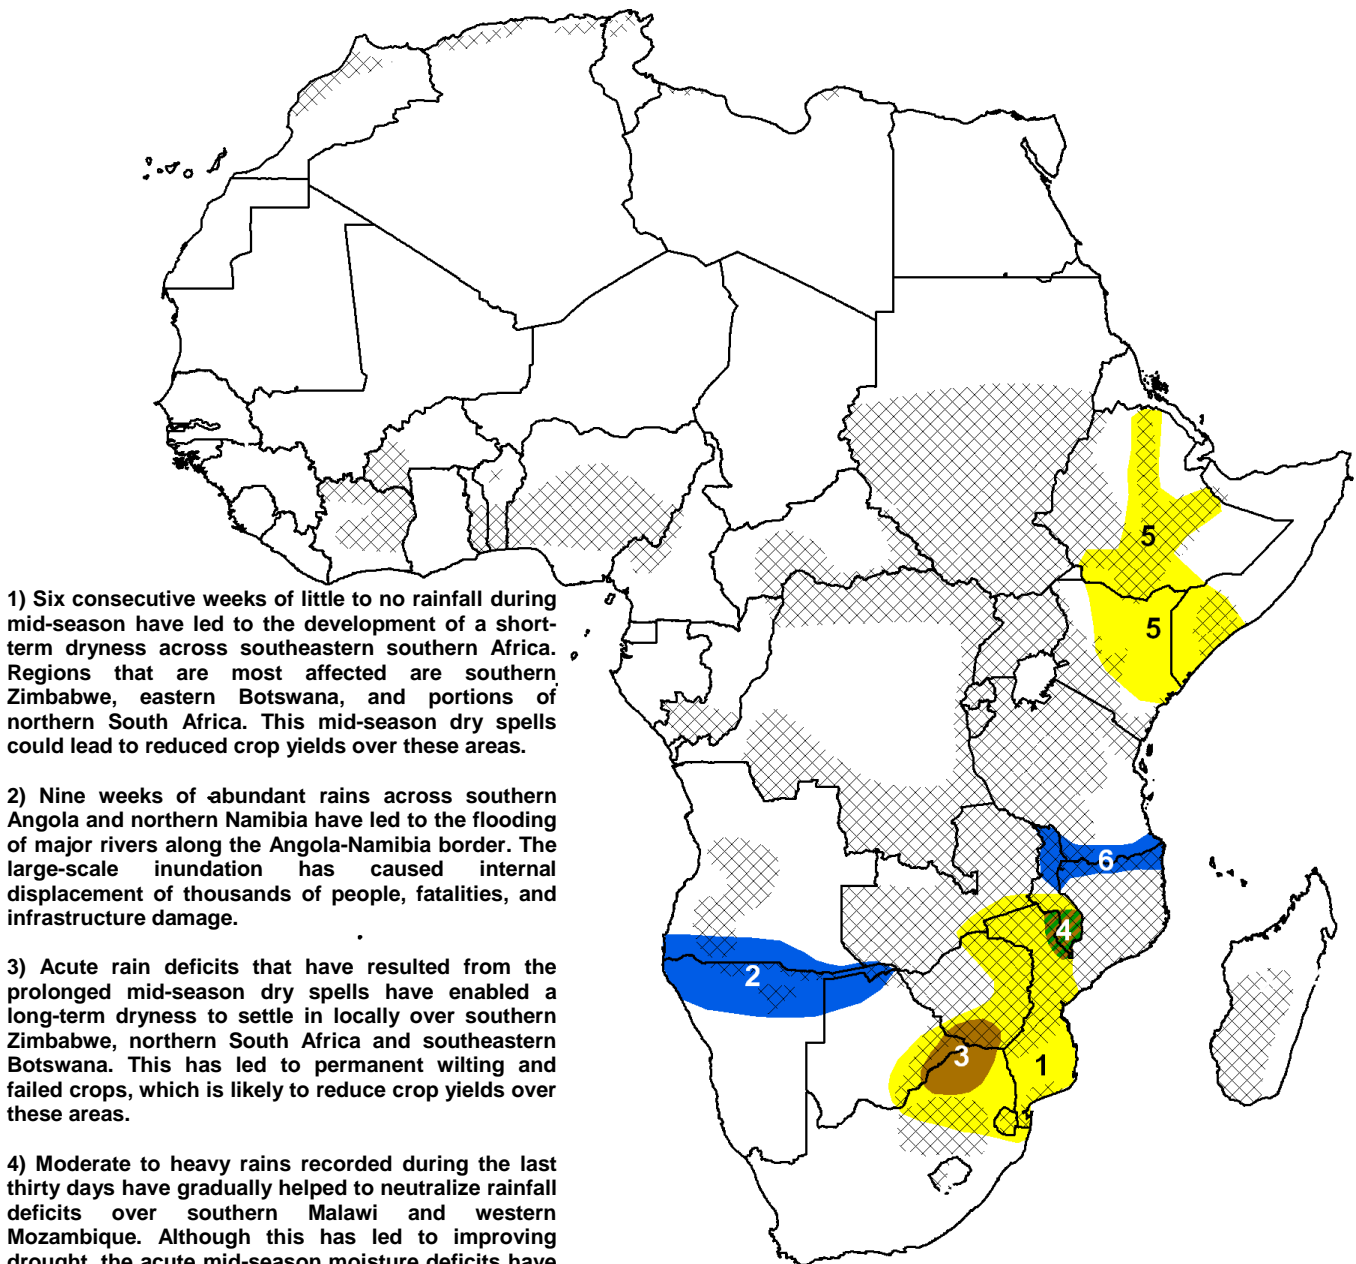 1) Six consecutive weeks of little to no rainfall during
mid-season have led to the development of a short-
term dryness across southeastern southern Africa.
Regions that are most affected are southern
Zimbabwe, eastern Botswana, and portions of
northern South Africa. This mid-season dry spells
could lead to reduced crop yields over these areas.
2) Nine weeks of abundant rains across southern
Angola and northern Namibia have led to the flooding
of major rivers along the Angola-Namibia border. The
large-scale inundation has caused internal
displacement of thousands of people, fatalities, and
infrastructure damage.
3) Acute rain deficits that have resulted from the
prolonged mid-season dry spells have enabled a
long-term dryness to settle in locally over southern
Zimbabwe, northern South Africa and southeastern
Botswana. This has led to permanent wilting and
failed crops, which is likely to reduce crop yields over
these areas.
4) Moderate to heavy rains recorded during the last
thirty days have gradually helped to neutralize rainfall
deficits over southern Malawi and western
Mozambique. Although this has led to improving
drought, the acute mid-season moisture deficits have
5
5
6
4
2
3
1